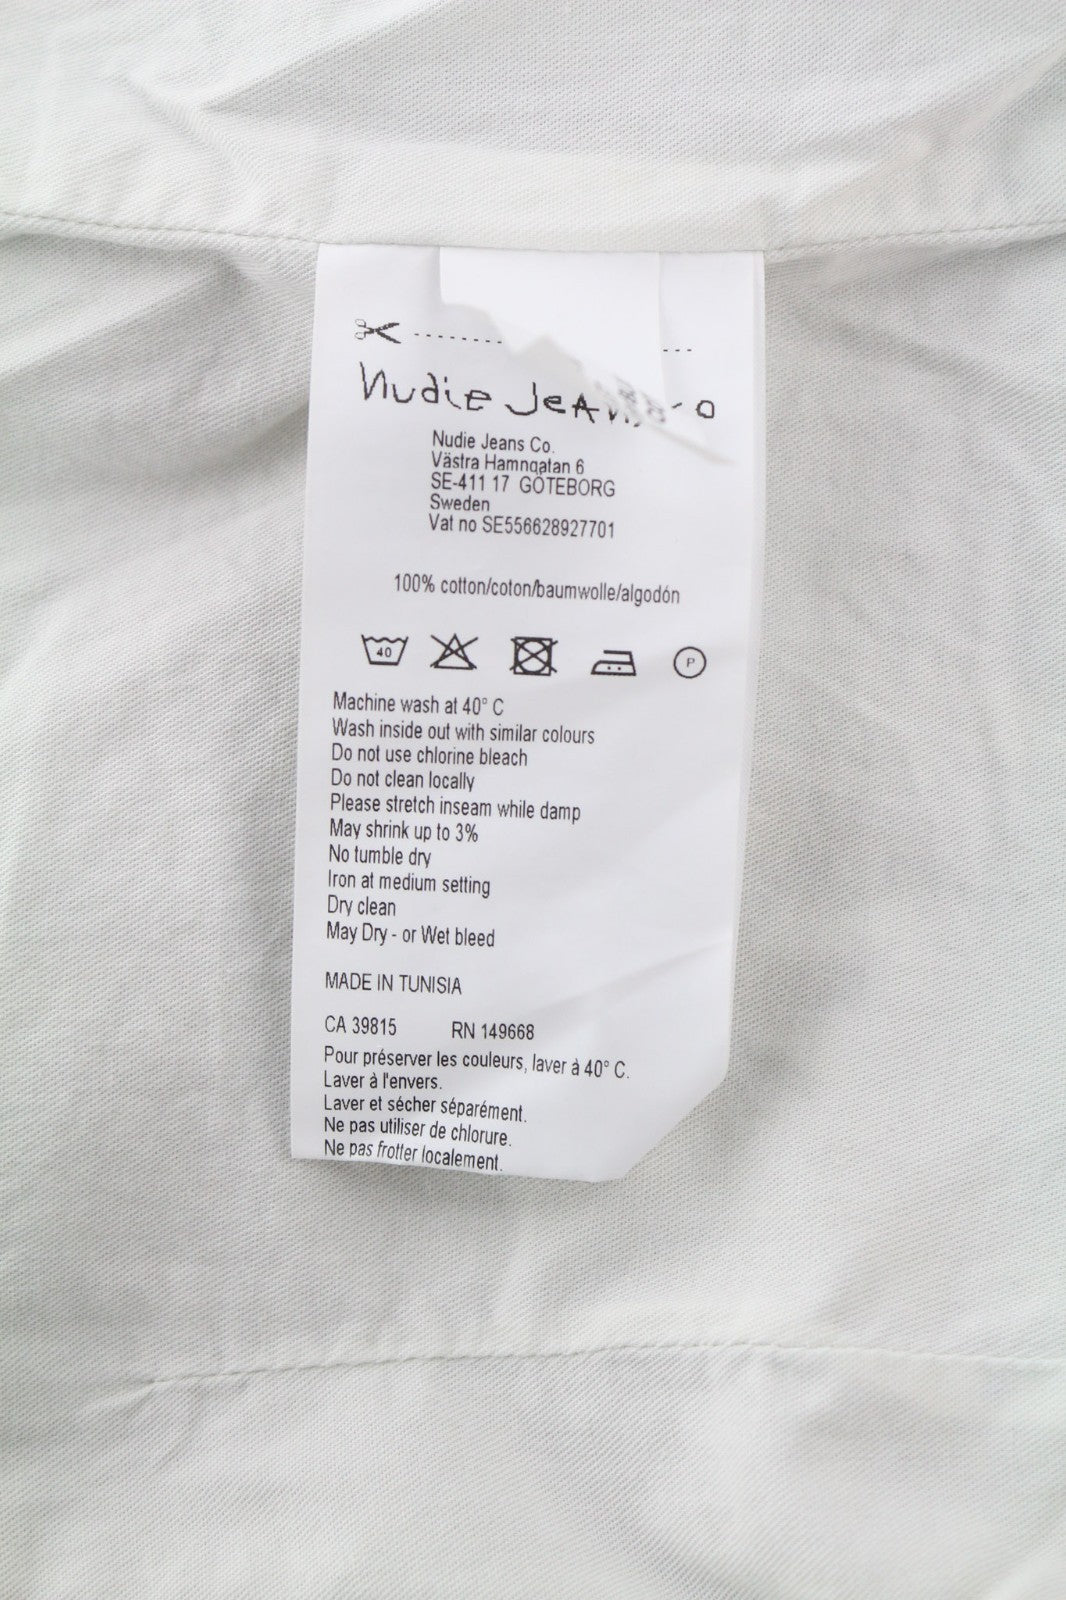 Nudie Jeans
Nudie Jeans Co.
Västra Hamngatan 6
SE-411 17 GÖTEBORG
Sweden
Vat no SE556628927701
100% cotton/coton/baumwolle/algodón
40
P
Machine wash at 40° C
Wash inside out with similar colours
Do not use chlorine bleach
Do not clean locally
Please stretch inseam while damp
May shrink up to 3%
No tumble dry
Iron at medium setting
Dry clean
May Dry - or Wet bleed
MADE IN TUNISIA
CA 39815 RN 149668
Pour préserver les couleurs, laver à 40° C.
Laver à l'envers.
Laver et sécher séparément.
Ne pas utiliser de chlorure.
Ne pas frotter localement.